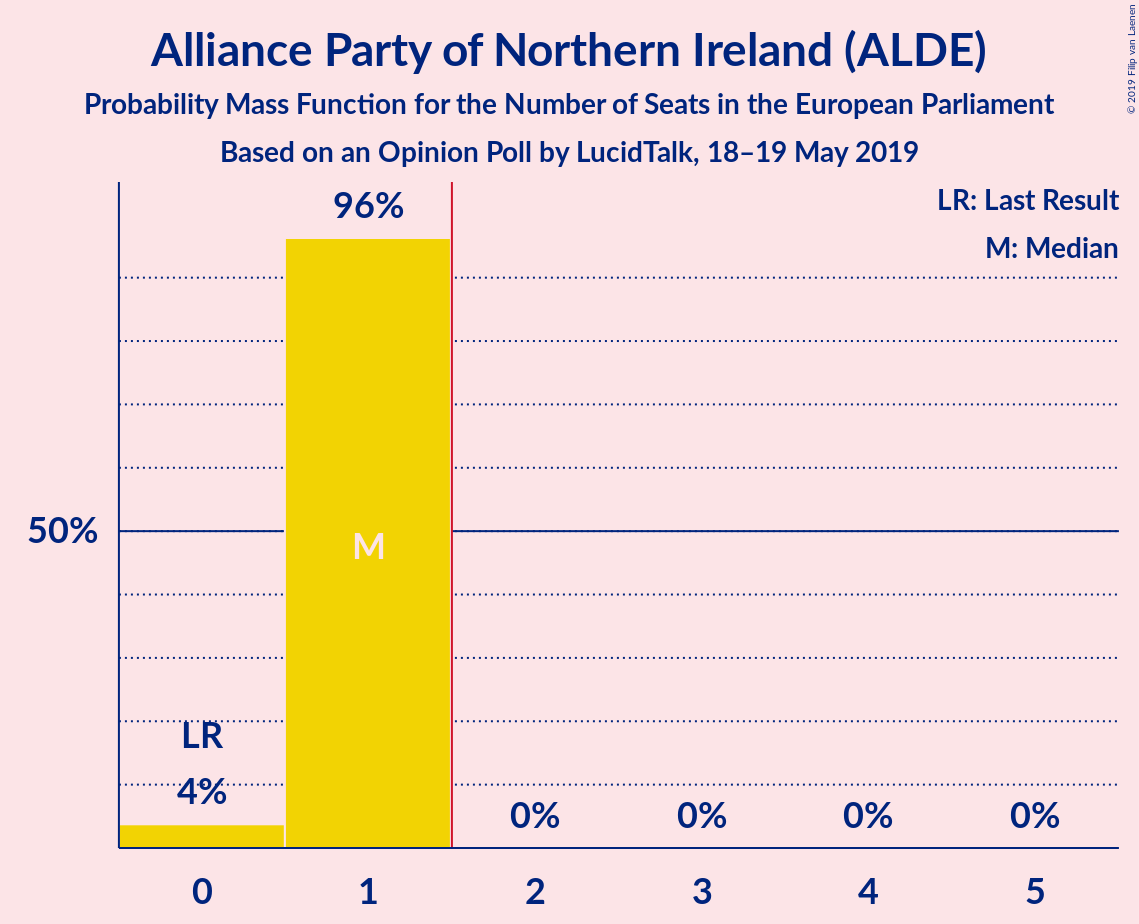 Alliance Party of Northern Ireland (ALDE)
Probability Mass Function for the Number of Seats in the European Parliament
Based on an Opinion Poll by LucidTalk, 18–19 May 2019
© 2019 Filip van Laenen
LR: Last Result
M: Median
96%
50%
M
LR
4%
0% 0% 0% 0%
0 1 2 3 4 5